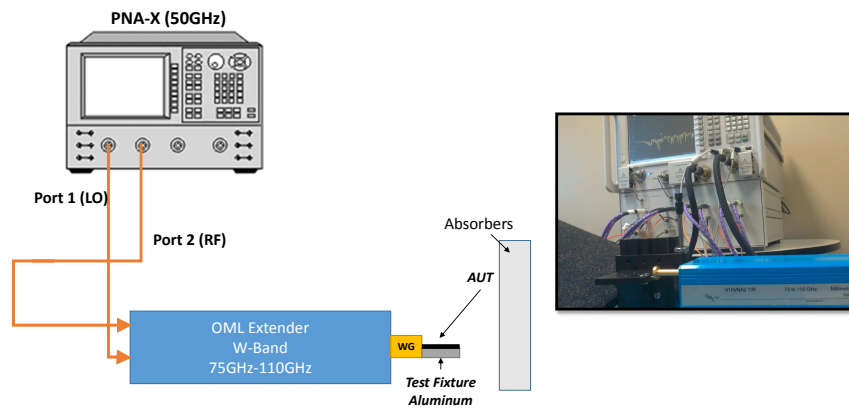 PNA-X (50GHz)
Port 1 (LO)
Port 2 (RF)
Absorbers
AUT
OML Extender
W-Band
75GHz-110GHz
WG
Test Fixture
Aluminum
75 to 110 GHz